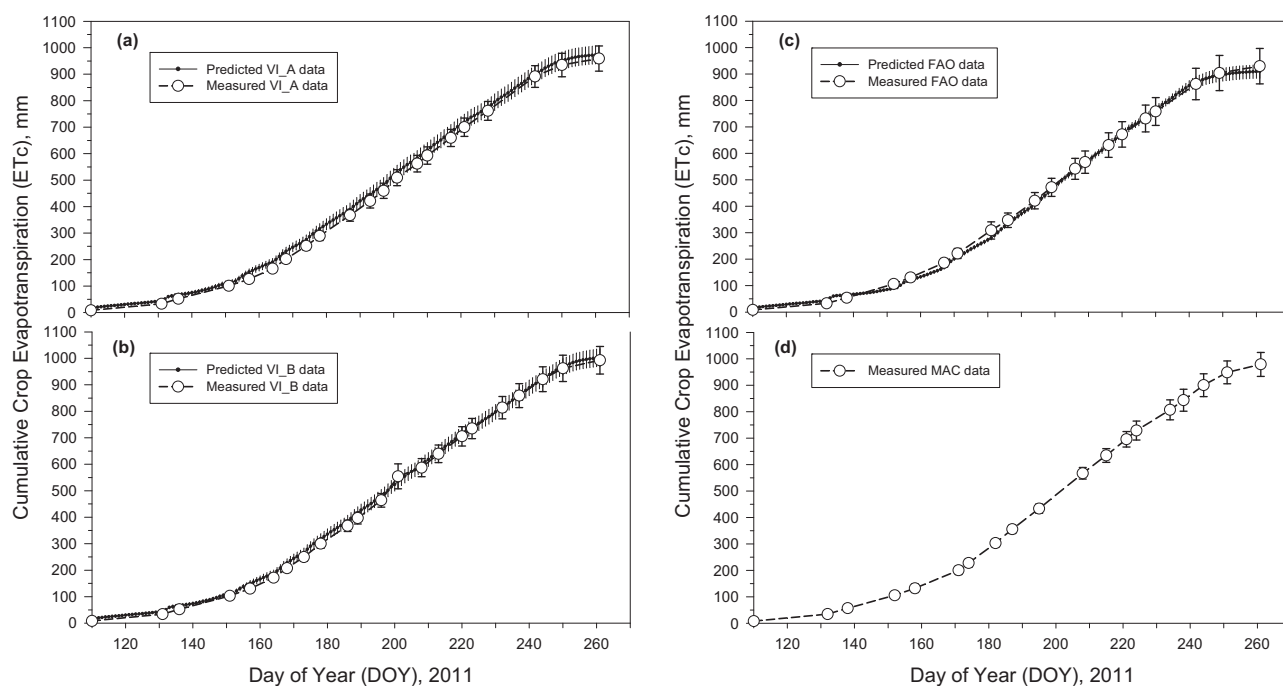 (a)
Predicted VI_A data
Measured VI_A data
1100
1000
900
800
700
600
500
400
300
200
100
0
(b)
Predicted VI_B data
Measured VI_B data
1100
1000
900
800
700
600
500
400
300
200
100
0
120 140 160 180 200 220 240 260
Day of Year (DOY), 2011
Cumulative Crop Evapotranspiration (ETc), mm
(c)
Predicted FAO data
Measured FAO data
1100
1000
900
800
700
600
500
400
300
200
100
0
(d)
Measured MAC data
1100
1000
900
800
700
600
500
400
300
200
100
0
120 140 160 180 200 220 240 260
Day of Year (DOY), 2011
Cumulative Crop Evapotranspiration (ETc), mm